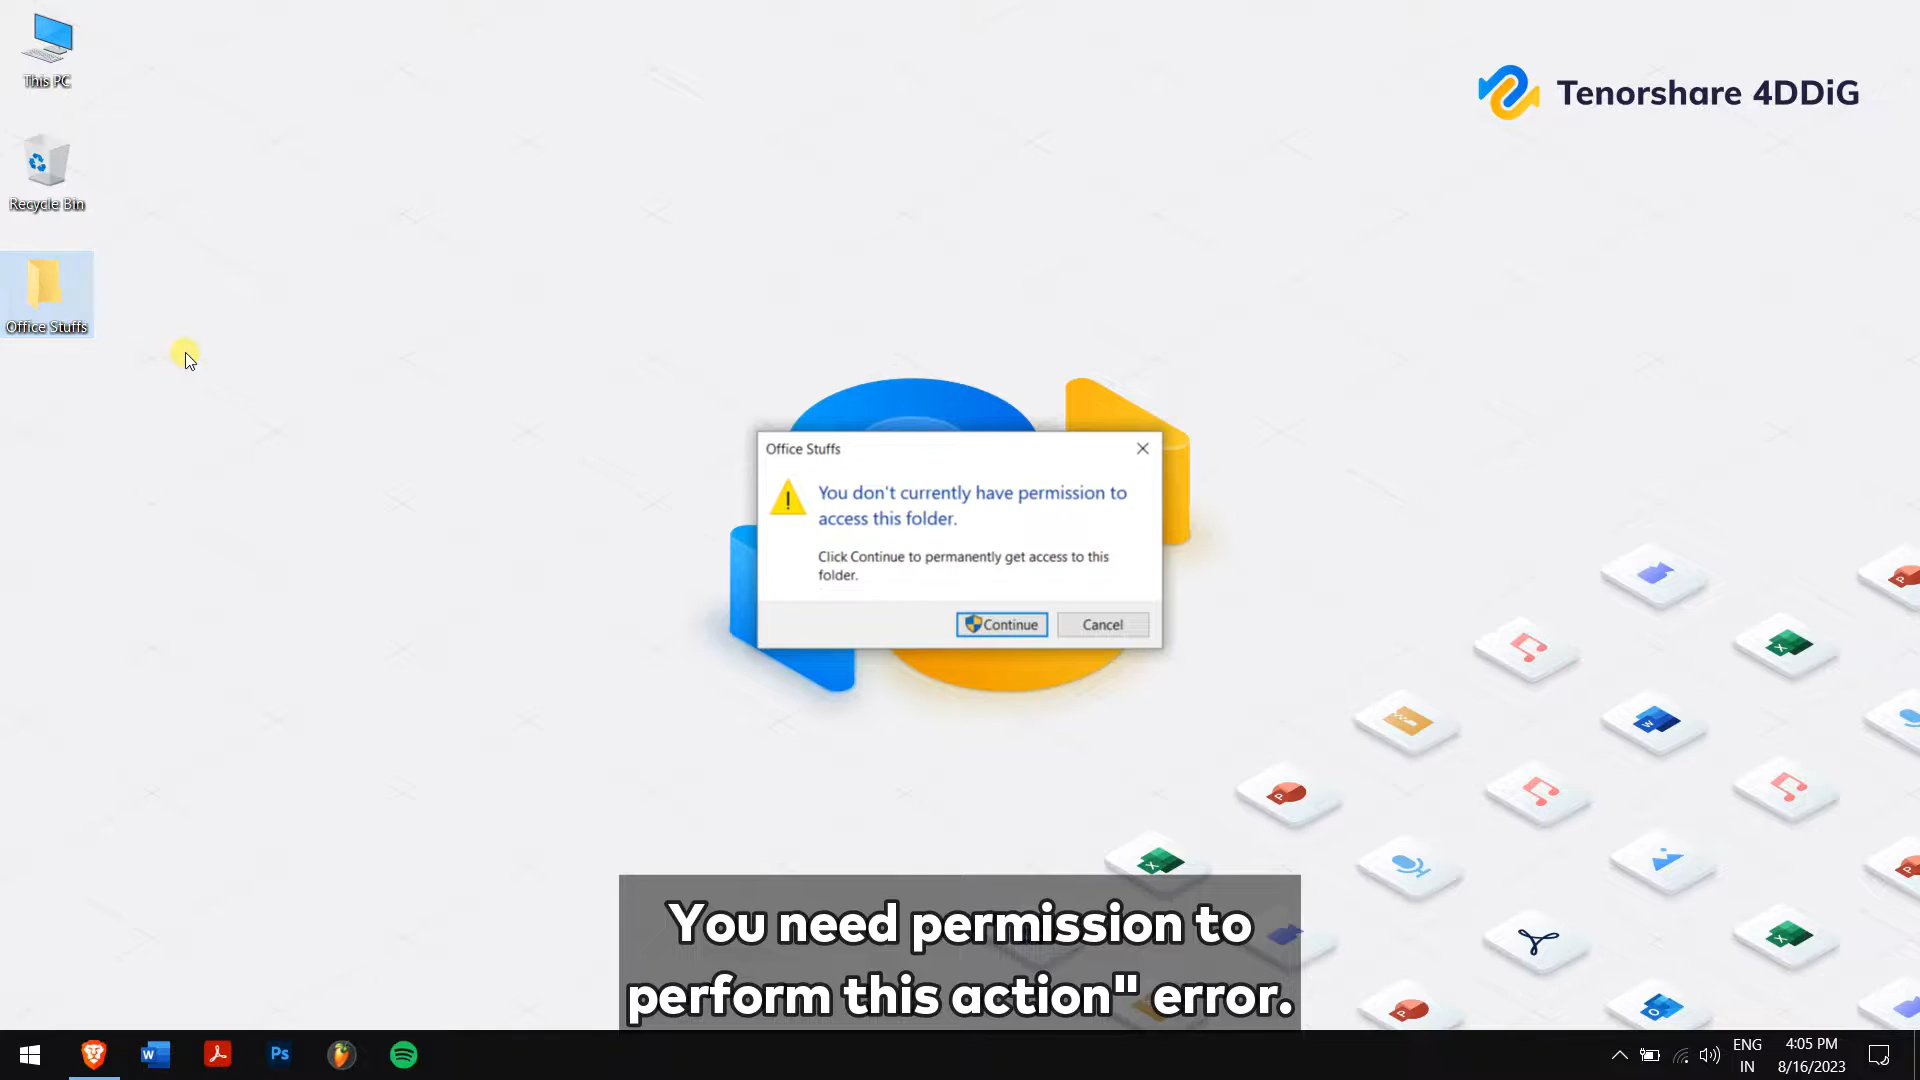 This PC
Recycle Bin
Office Stuffs
Tenorshare 4DDiG
Office Stuffs
You don't currently have permission to
access this folder.
Click Continue to permanently get access to this
folder.
Continue
Cancel
You need permission to
perform this action" error.
Ps
ENG
IN
4:05 PM
8/16/2023